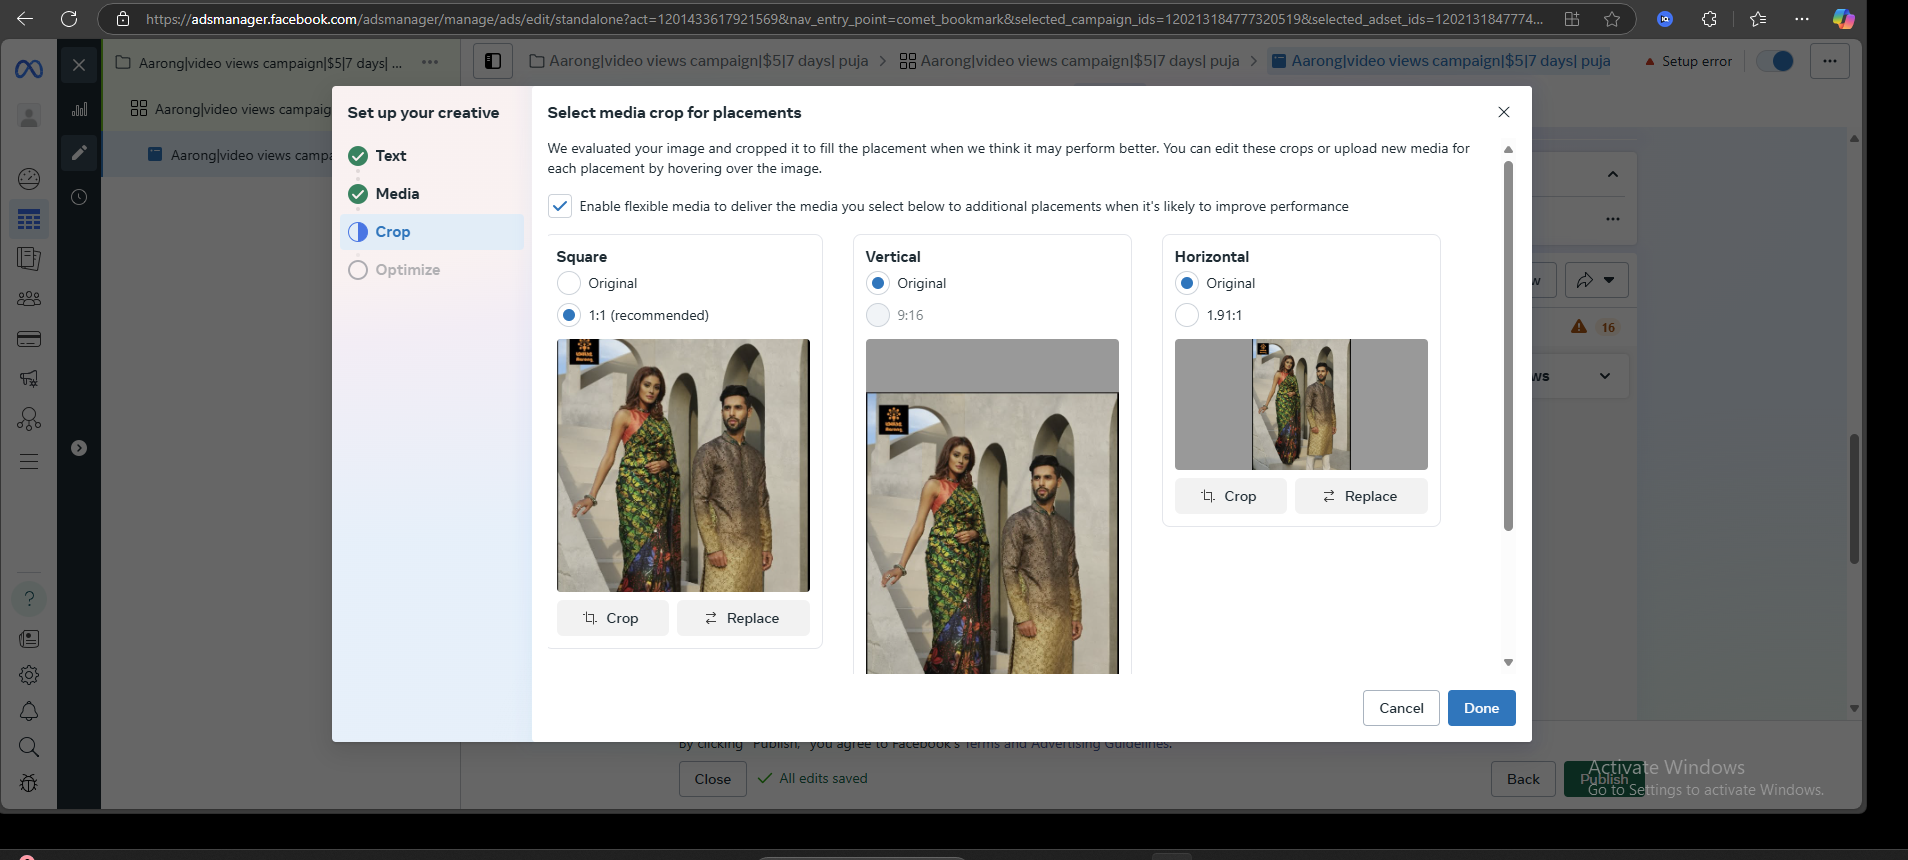 https://adsmanager.facebook.com/adsmanager/manage/ads/edit/standalone?act=1201433617921569&nav_entry_point=comet_bookmark&selected_campaign_ids=120213184777320519&selected_adset_ids=1202131847774...
Aarong|video views campaign|$5|7 days| ...
Aarong|video views campaign|$5|7 days| puja
Aarong|video views campaign|$5|7 days| puja
Aarong|video views campaign|$5|7 days| puja
Setup error
Aarong|video views campaig
Aarong|video views campa
Set up your creative
Text
Media
Crop
Optimize
Select media crop for placements
We evaluated your image and cropped it to fill the placement when we think it may perform better. You can edit these crops or upload new media for
each placement by hovering over the image.
Enable flexible media to deliver the media you select below to additional placements when it's likely to improve performance
Square
Original
1:1 (recommended)
Crop
Replace
Vertical
Original
9:16
Horizontal
Original
1.91:1
Crop
Replace
w
16
ws
Cancel
Done
By clicking "Publish," you agree to Facebook's Terms and Advertising Guidelines.
Close
All edits saved
Back
Publish
Activate Windows
Go to Settings to activate Windows.